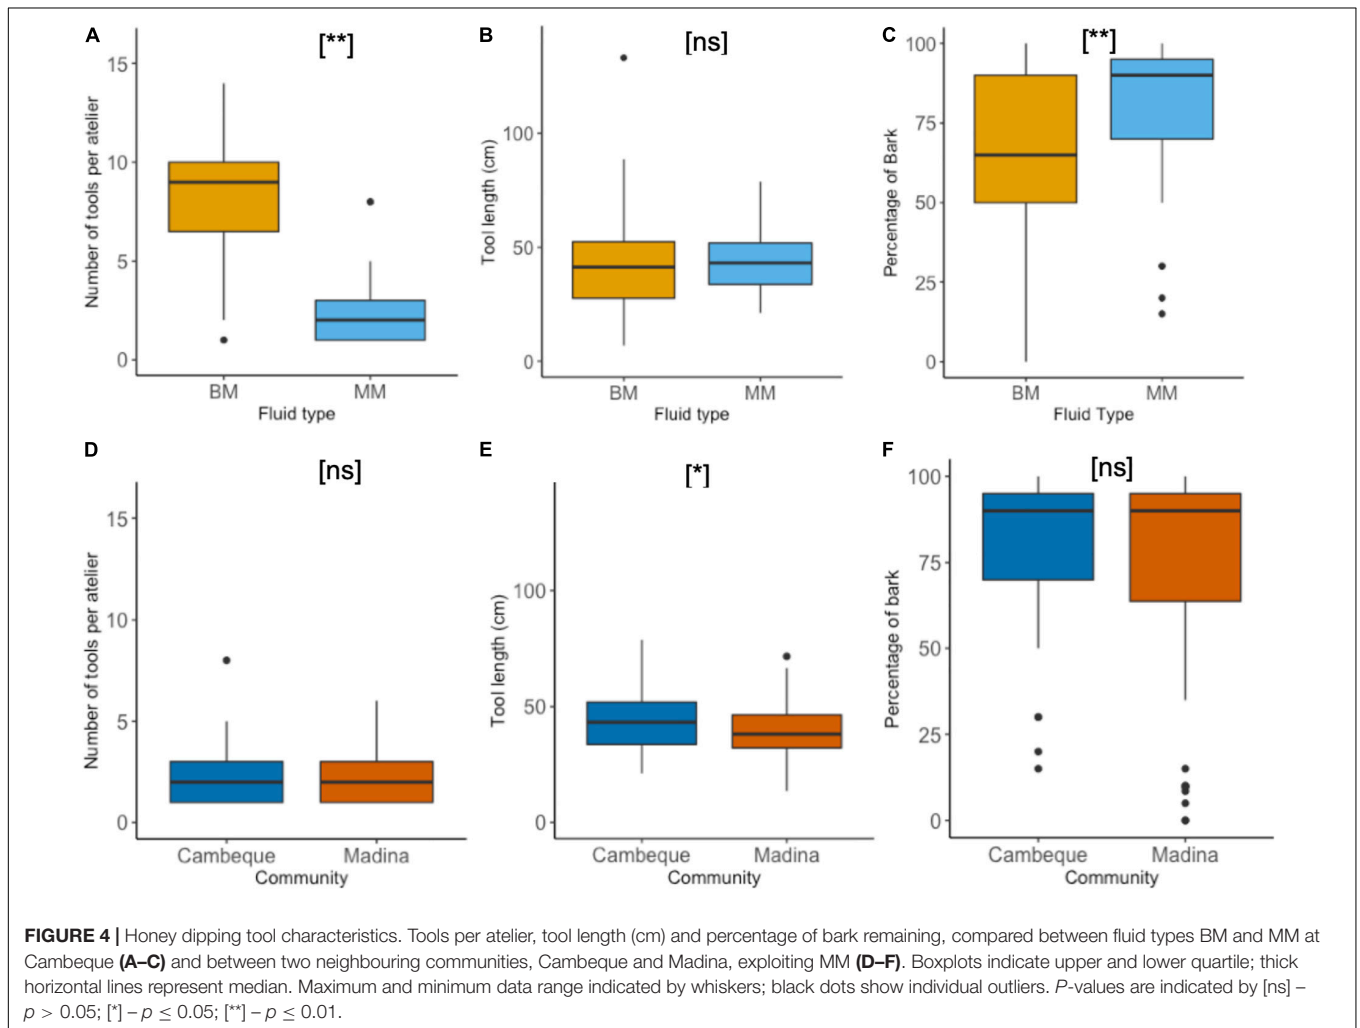 A
[**]
Number of tools per atelier
15
10
5
0
BM MM
Fluid type
B
[ns]
Tool length (cm)
100
50
0
BM MM
Fluid type
C
[**]
Percentage of Bark
100
75
50
25
0
BM MM
Fluid Type
D
[ns]
Number of tools per atelier
15
10
5
0
Cambeque Madina
Community
E
[*]
Tool length (cm)
100
50
0
Cambeque Madina
Community
F
[ns]
Percentage of bark
100
75
50
25
0
Cambeque Madina
Community
FIGURE 4 | Honey dipping tool characteristics. Tools per atelier, tool length (cm) and percentage of bark remaining, compared between fluid types BM and MM at
Cambeque (A–C) and between two neighbouring communities, Cambeque and Madina, exploiting MM (D–F). Boxplots indicate upper and lower quartile; thick
horizontal lines represent median. Maximum and minimum data range indicated by whiskers; black dots show individual outliers. P-values are indicated by [ns] –
p > 0.05; [*] – p ≤ 0.05; [**] – p ≤ 0.01.